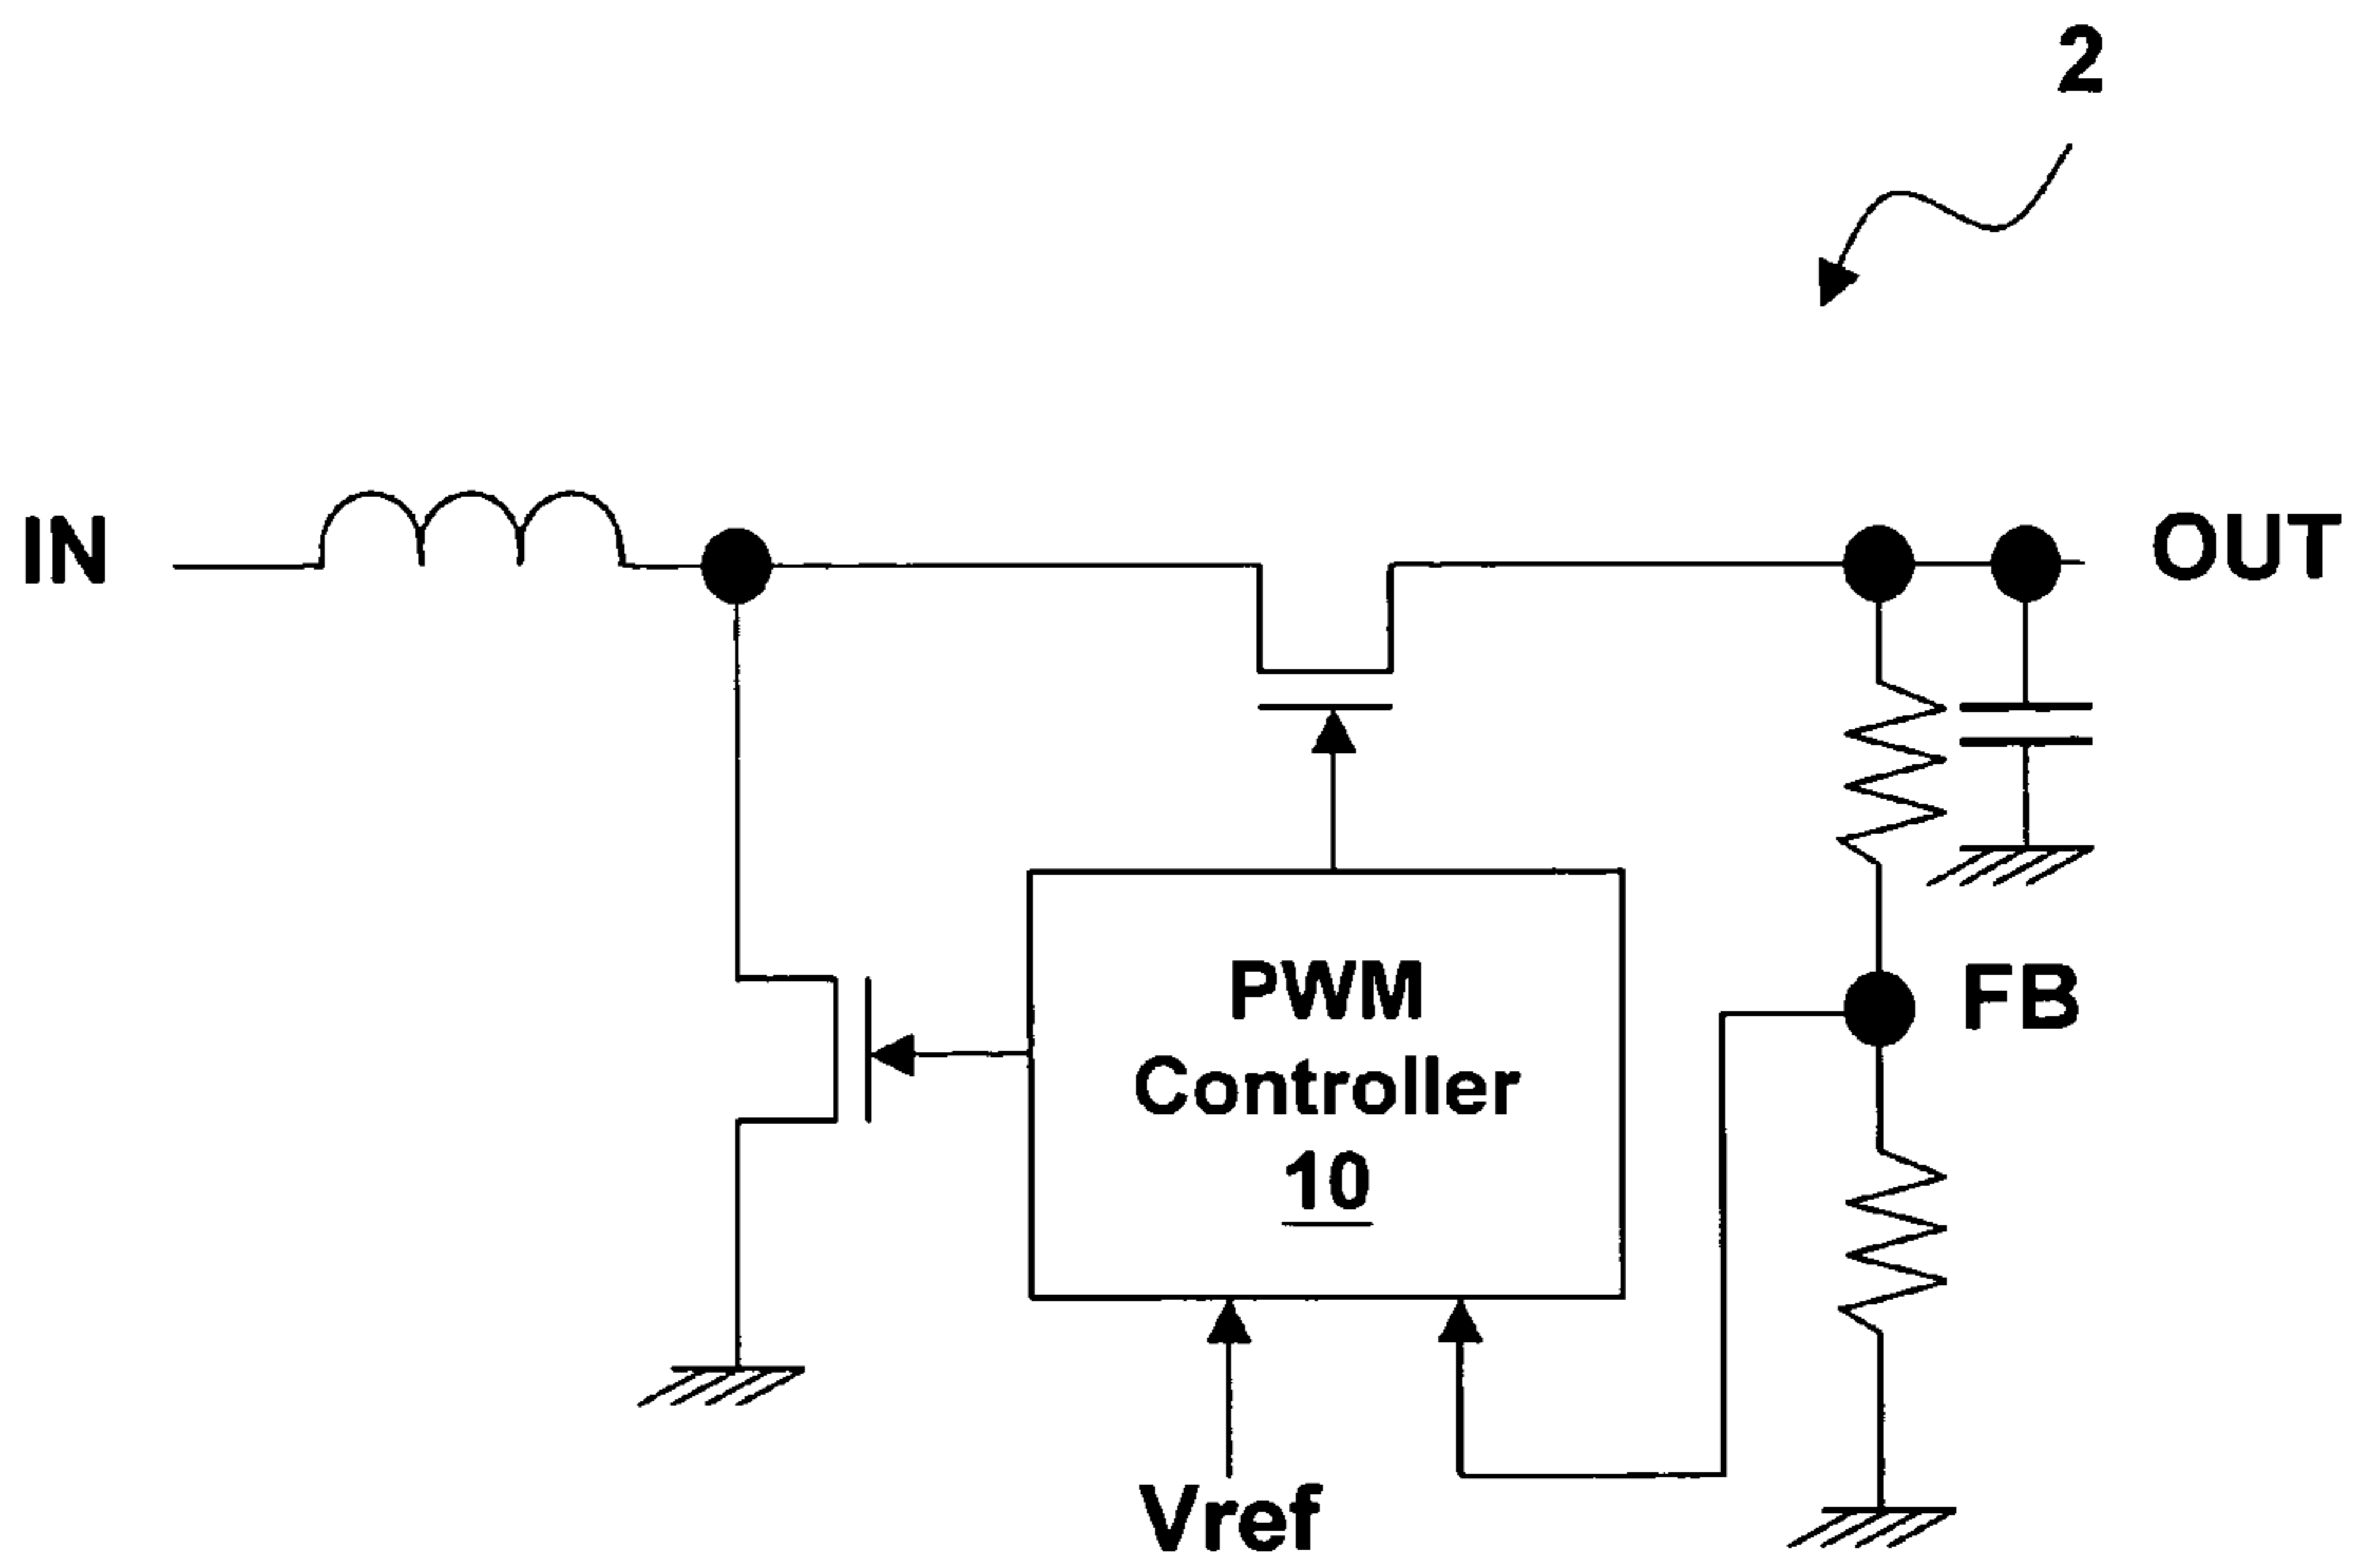 2
IN
OUT
PWM
Controller
10
FB
Vref